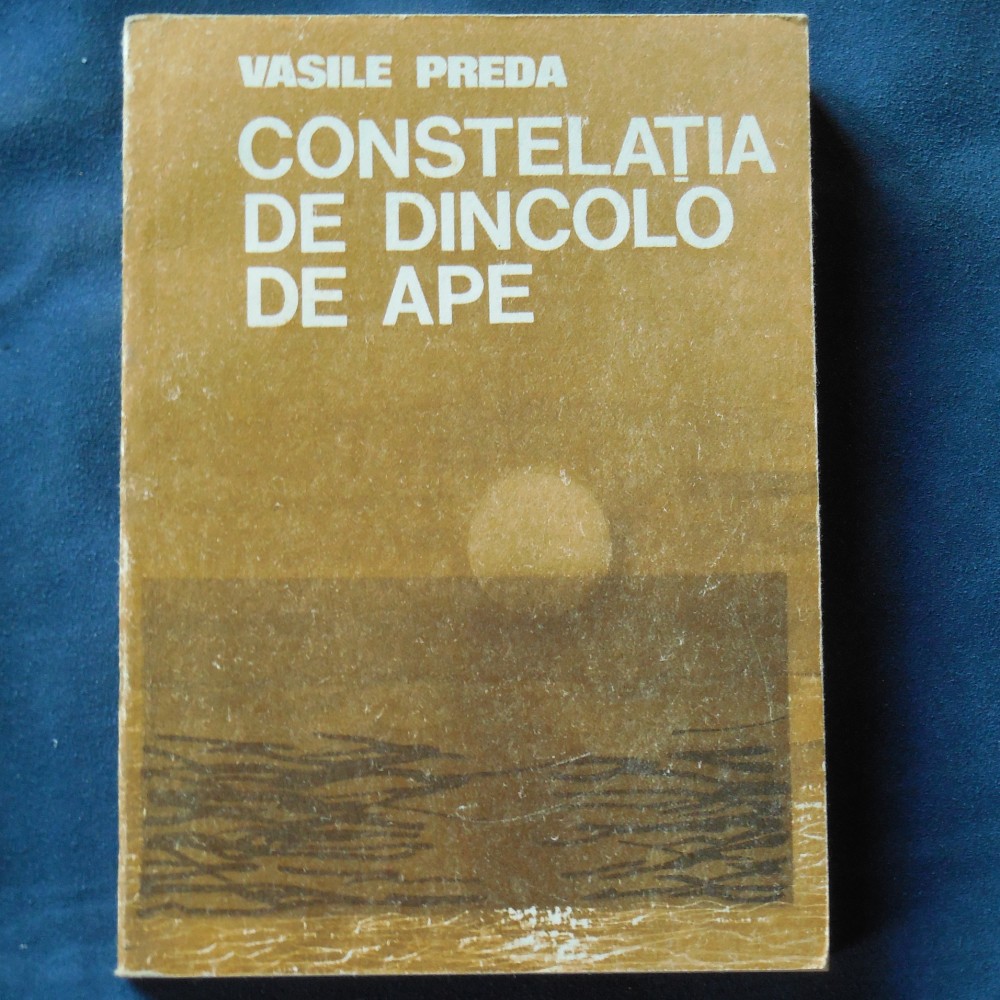 VASILE PREDA
CONSTELAȚIA
DE DINCOLO
DE APE